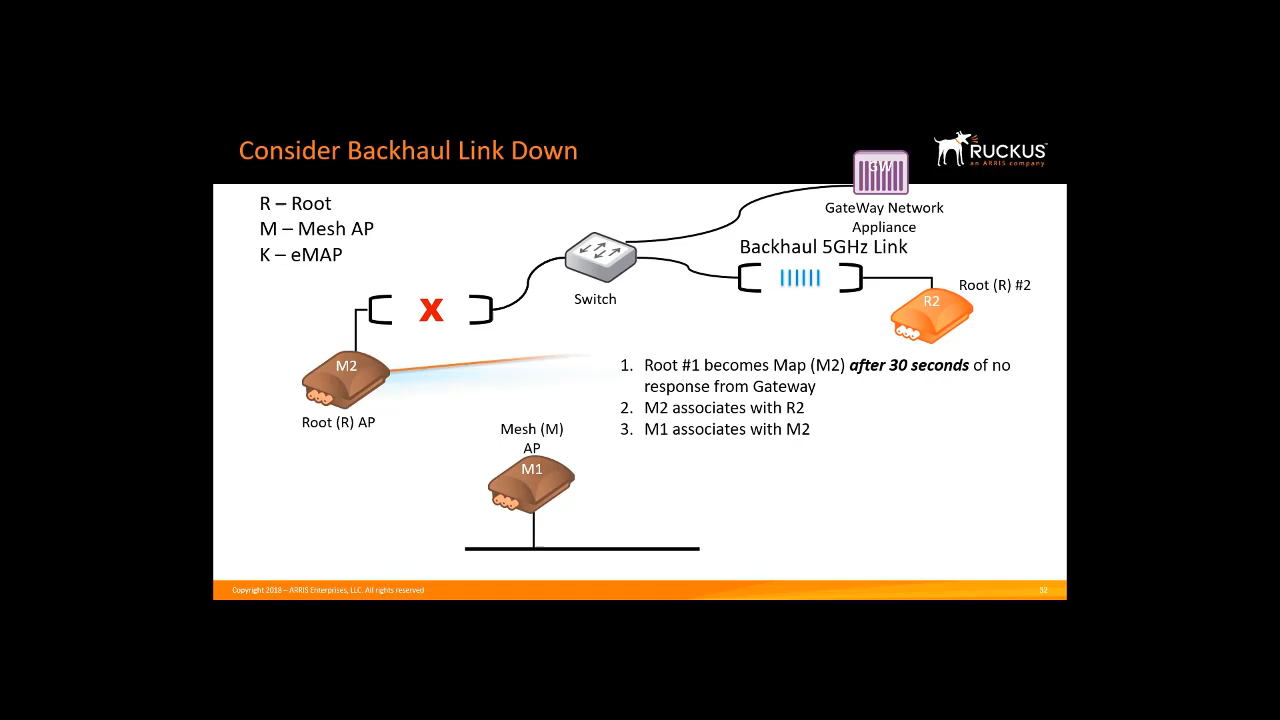 Consider Backhaul Link Down
RUCKUS
an ARRIS company
R – Root
M – Mesh AP
K – eMAP
GW
GateWay Network
Appliance
Backhaul 5GHz Link
Switch
Root (R) #2
R2
X
M2
Root (R) AP
1. Root #1 becomes Map (M2) after 30 seconds of no
response from Gateway
2. M2 associates with R2
3. M1 associates with M2
Mesh (M)
AP
M1
Copyright 2018 – ARRIS Enterprises, LLC. All rights reserved
32